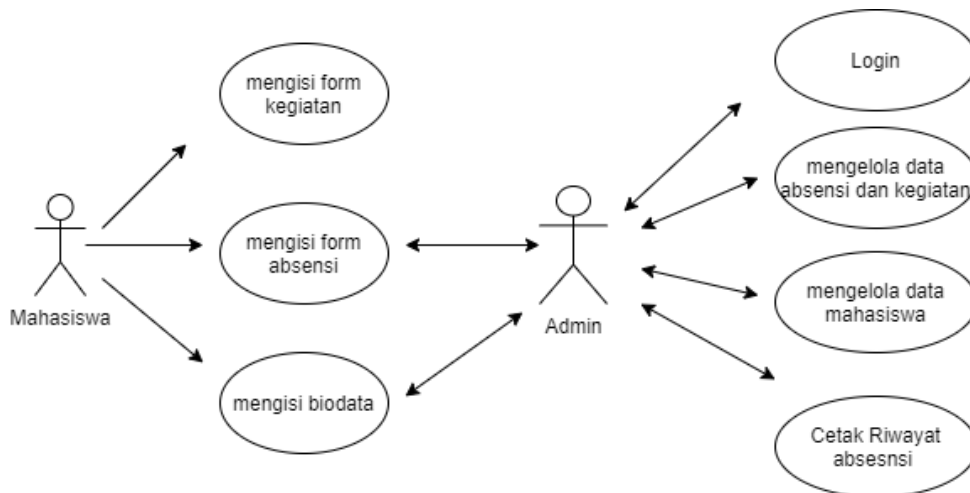 mengisi form
kegiatan
mengisi form
absensi
mengisi biodata
Mahasiswa
Admin
Login
mengelola data
absensi dan kegiatan
mengelola data
mahasiswa
Cetak Riwayat
absesnsi